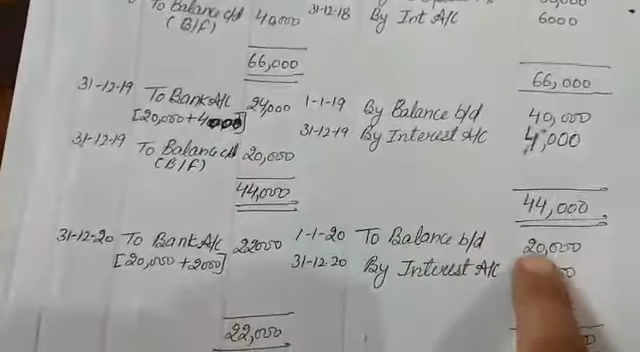 To Balance c/d 40,000 31-12-18 By Int A/C 6000
(B/F)
66,000 66,000
31-12-19 To Bank A/C 24,000 1-1-19 By Balance b/d 40,000
[20,000+4000] 31-12-19 By Interest A/C 4,000
31-12-19 To Balance c/d 20,000
(B/F)
44,000 44,000
31-12-20 To Bank A/C 22000 1-1-20 To Balance b/d 20,000
[20,000+2000] 31-12-20 By Interest A/C
22,000